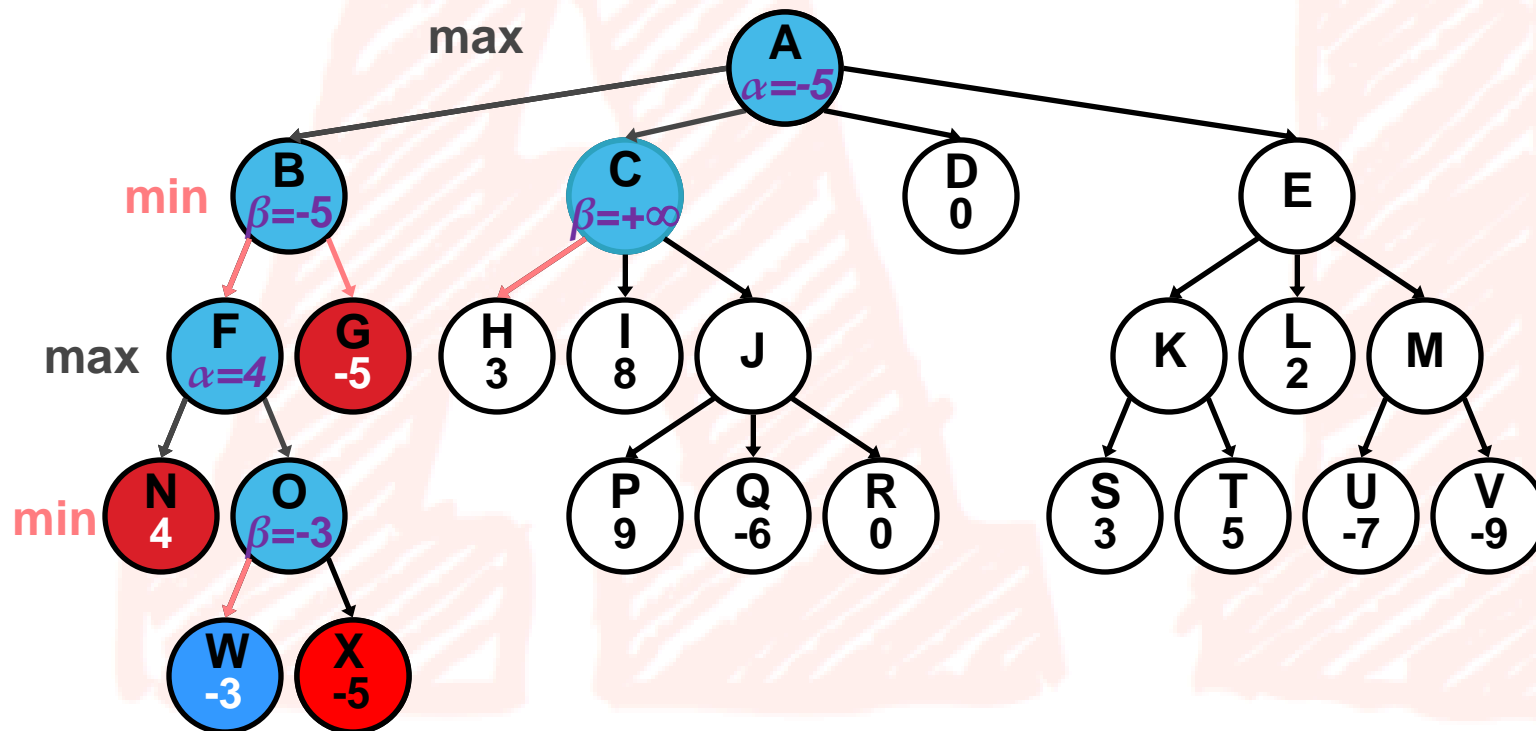 max
A
α=-5
min
B
β=-5
C
β=+∞
D
0
E
max
F
α=4
G
-5
H
3
I
8
J
K
L
2
M
min
N
4
O
β=-3
P
9
Q
-6
R
0
S
3
T
5
U
-7
V
-9
W
-3
X
-5